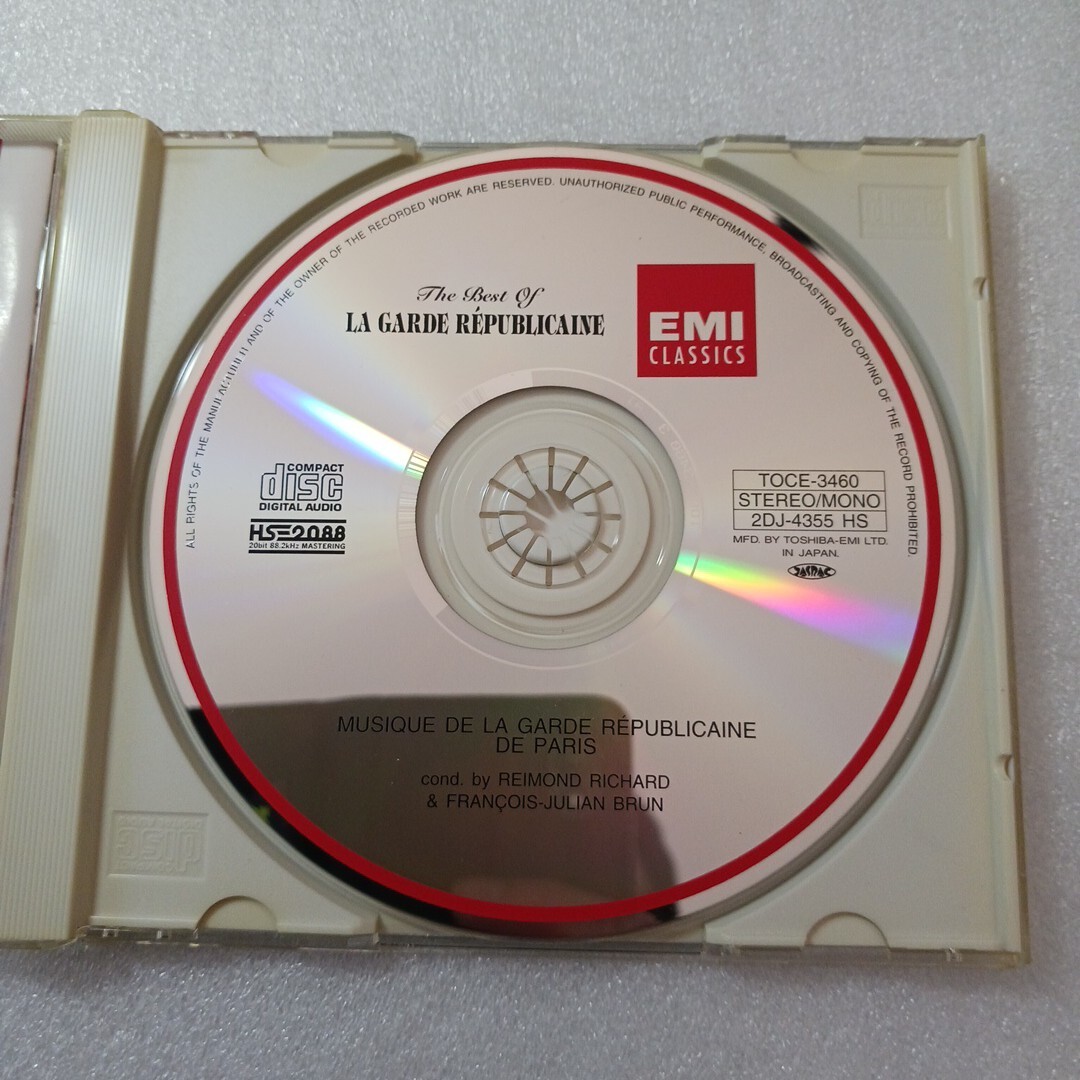 ALL RIGHTS OF THE MANUFACTURER AND OF THE OWNER OF THE RECORDED WORK ARE RESERVED. UNAUTHORIZED PUBLIC PERFORMANCE, BROADCASTING AND COPYING OF THE RECORD PROHIBITED.
The Best Of
LA GARDE RÉPUBLICAINE
EMI
CLASSICS
COMPACT
disc
DIGITAL AUDIO
HS-2088
20bit 88.2kHz MASTERING
TOCE-3460
STEREO/MONO
2DJ-4355 HS
MFD. BY TOSHIBA-EMI LTD.
IN JAPAN.
JASRAC
MUSIQUE DE LA GARDE RÉPUBLICAINE
DE PARIS
cond. by REIMOND RICHARD
& FRANÇOIS-JULIAN BRUN
disc